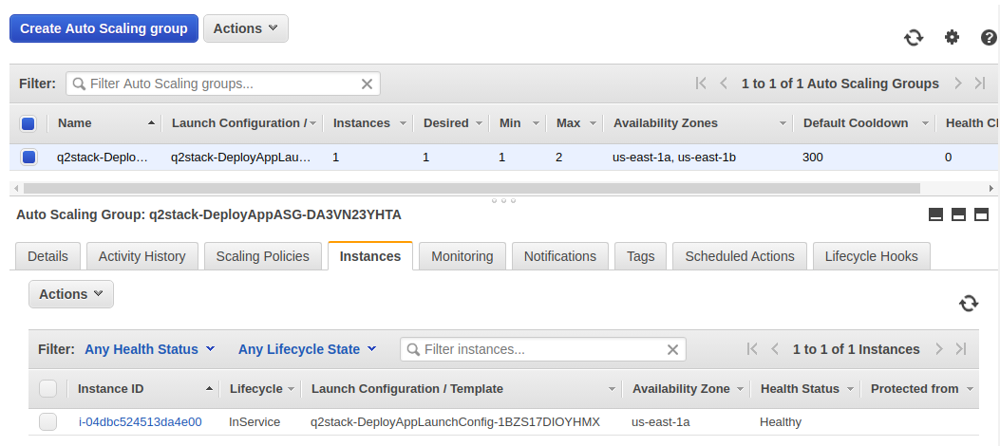 Create Auto Scaling group Actions
Filter: Filter Auto Scaling groups... 1 to 1 of 1 Auto Scaling Groups
Name Launch Configuration / Instances Desired Min Max Availability Zones Default Cooldown Health Cl
q2stack-Deplo... q2stack-DeployAppLau... 1 1 1 2 us-east-1a, us-east-1b 300 0
Auto Scaling Group: q2stack-DeployAppASG-DA3VN23YHTA
Details Activity History Scaling Policies Instances Monitoring Notifications Tags Scheduled Actions Lifecycle Hooks
Actions
Filter: Any Health Status Any Lifecycle State Filter instances... 1 to 1 of 1 Instances
Instance ID Lifecycle Launch Configuration / Template Availability Zone Health Status Protected from
i-04dbc524513da4e00 InService q2stack-DeployAppLaunchConfig-1BZS17DIOYHMX us-east-1a Healthy